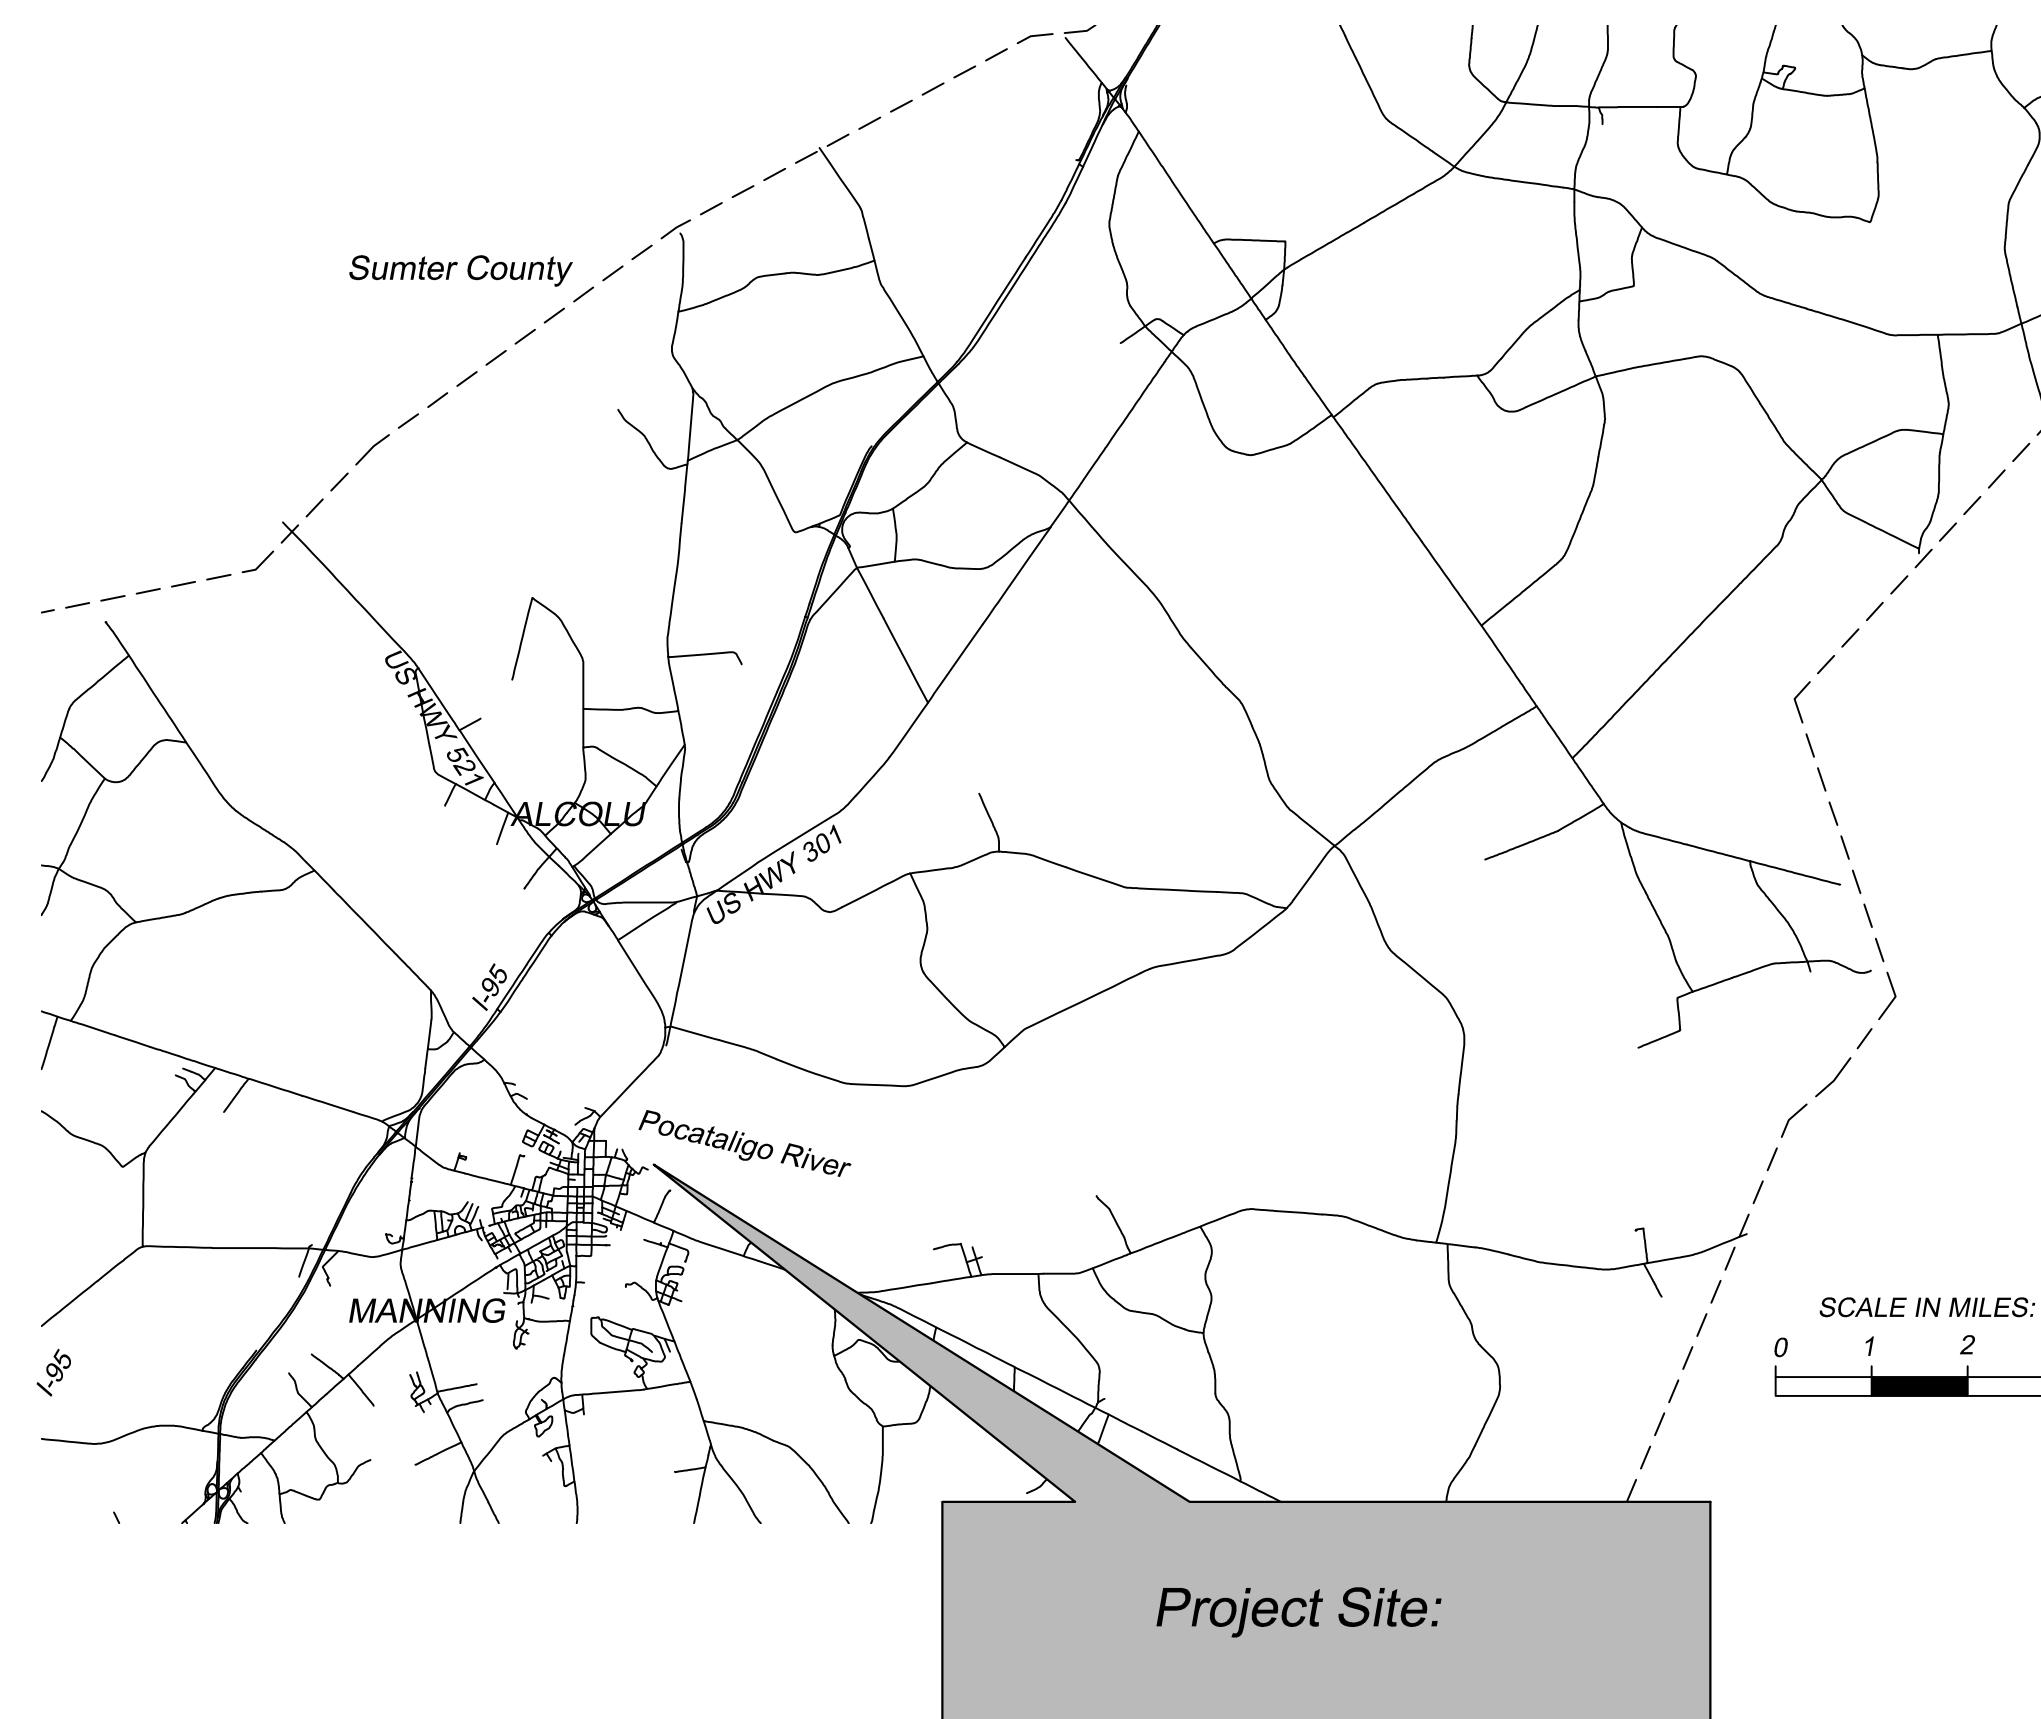 Sumter County
US HWY 521
ALCOLU
US HWY 301
I-95
Pocataligo River
MANNING
SCALE IN MILES:
0 1 2
I-95
Project Site: